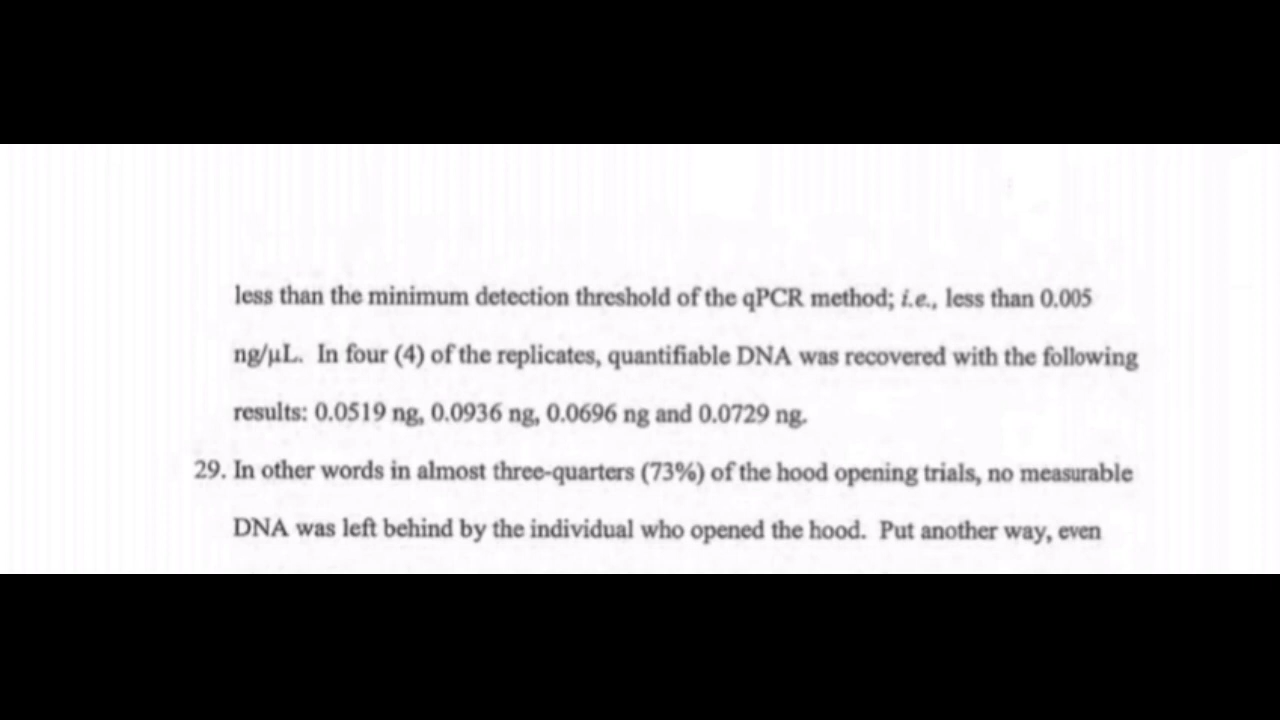 less than the minimum detection threshold of the qPCR method; i.e., less than 0.005
ng/µL. In four (4) of the replicates, quantifiable DNA was recovered with the following
results: 0.0519 ng, 0.0936 ng, 0.0696 ng and 0.0729 ng.
29. In other words in almost three-quarters (73%) of the hood opening trials, no measurable
DNA was left behind by the individual who opened the hood. Put another way, even